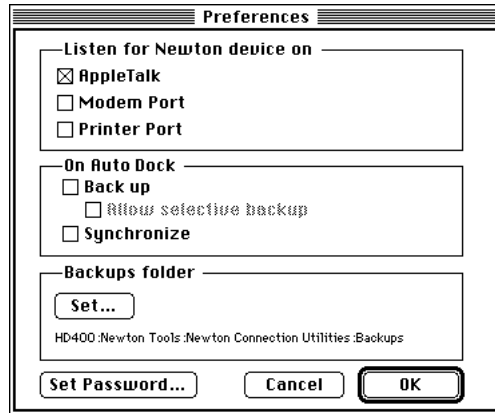 Preferences
Listen for Newton device on
AppleTalk
Modem Port
Printer Port
On Auto Dock
Back up
Allow selective backup
Synchronize
Backups folder
Set...
HD400:Newton Tools:Newton Connection Utilities:Backups
Set Password...
Cancel
OK